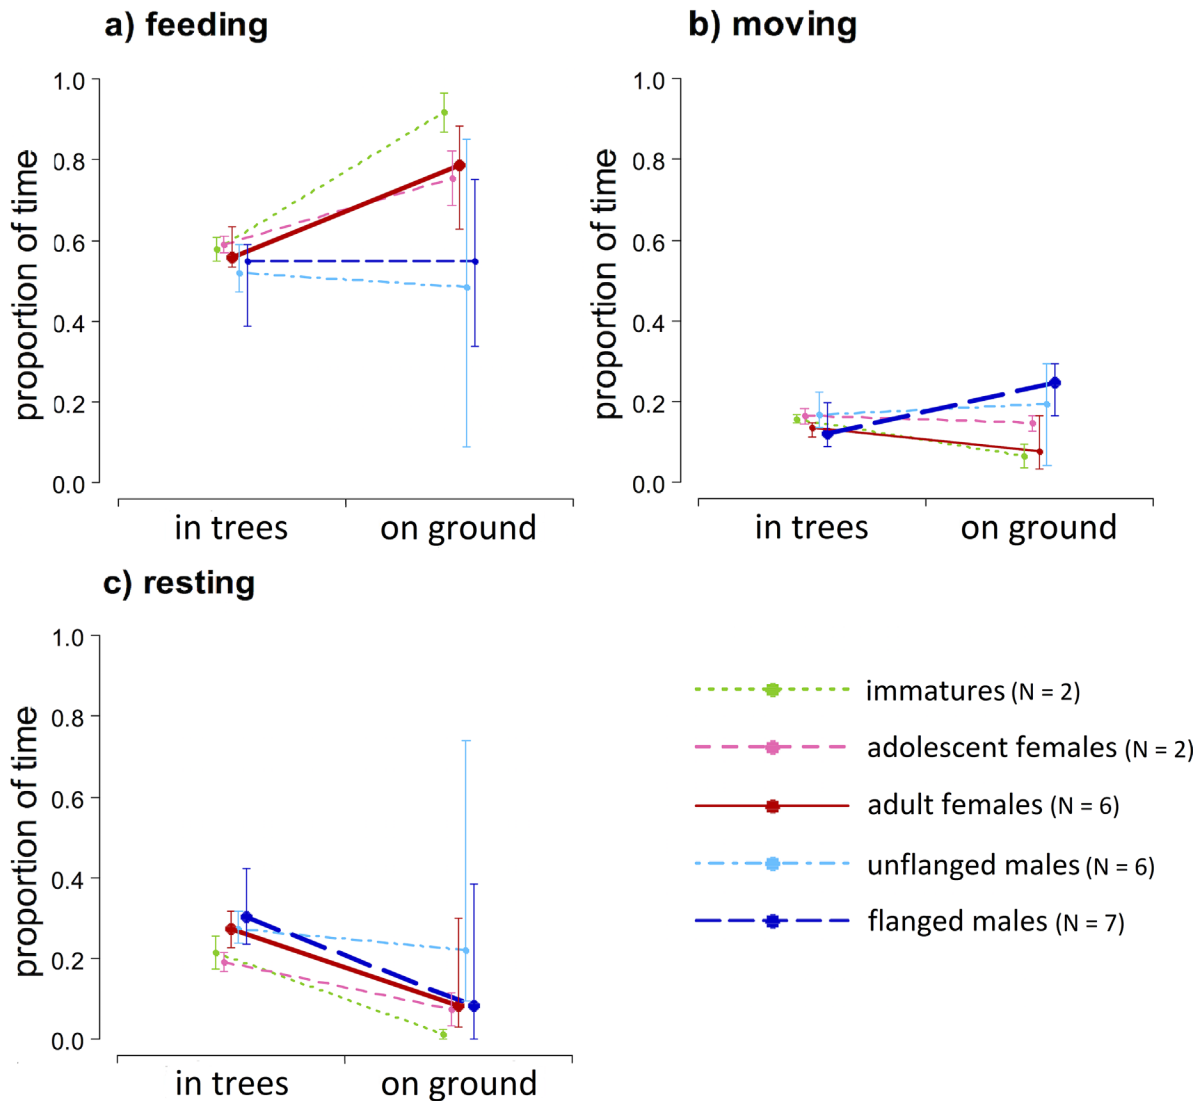 a) feeding
proportion of time
1.0
0.8
0.6
0.4
0.2
0.0
in trees
on ground
b) moving
proportion of time
1.0
0.8
0.6
0.4
0.2
0.0
in trees
on ground
c) resting
proportion of time
1.0
0.8
0.6
0.4
0.2
0.0
in trees
on ground
immatures (N = 2)
adolescent females (N = 2)
adult females (N = 6)
unflanged males (N = 6)
flanged males (N = 7)